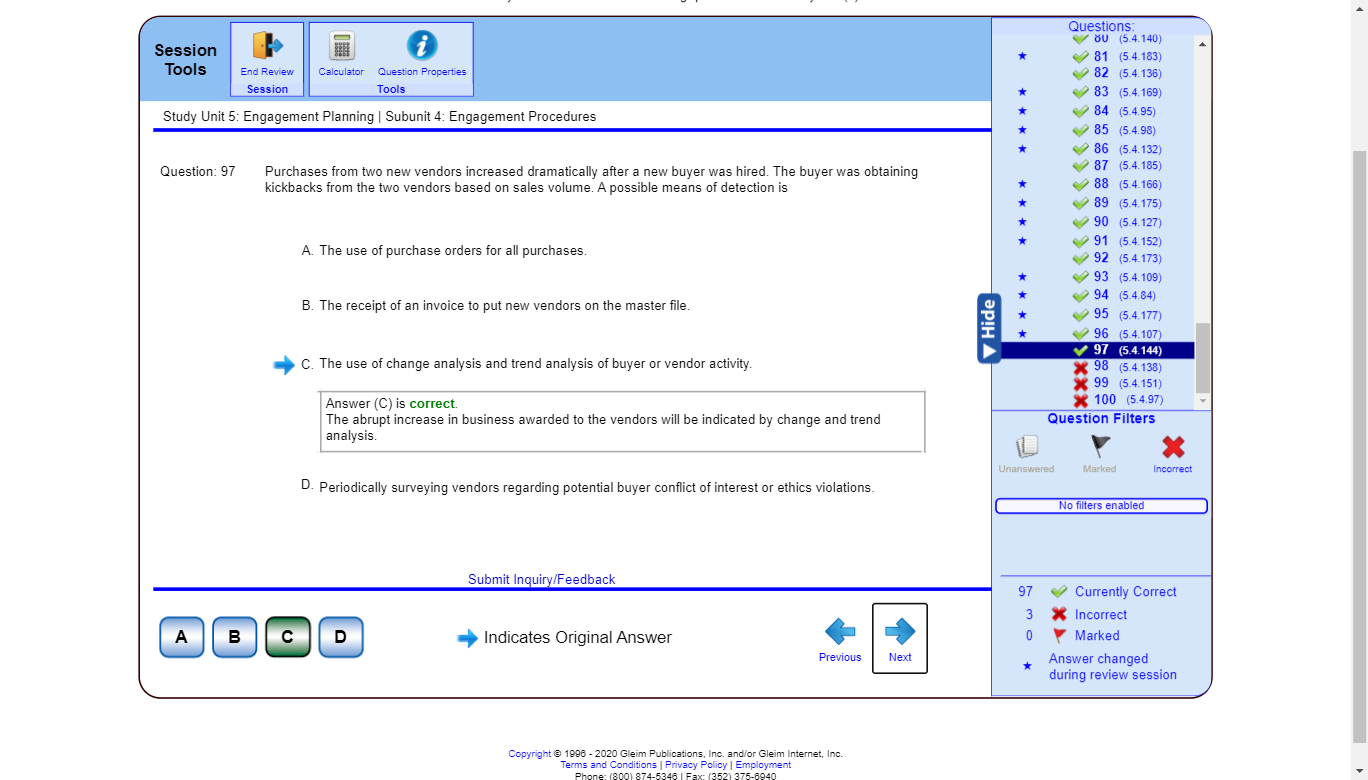 Session
Tools
End Review
Session
Calculator
Question Properties
Tools
Study Unit 5: Engagement Planning | Subunit 4: Engagement Procedures
Question: 97
Purchases from two new vendors increased dramatically after a new buyer was hired. The buyer was obtaining
kickbacks from the two vendors based on sales volume. A possible means of detection is
A. The use of purchase orders for all purchases.
B. The receipt of an invoice to put new vendors on the master file.
C. The use of change analysis and trend analysis of buyer or vendor activity.
Answer (C) is correct.
The abrupt increase in business awarded to the vendors will be indicated by change and trend
analysis.
D. Periodically surveying vendors regarding potential buyer conflict of interest or ethics violations.
Submit Inquiry/Feedback
A
B
C
D
Indicates Original Answer
Previous
Next
Hide
Questions:
80 (5.4.140)
81 (5.4.183)
82 (5.4.136)
83 (5.4.169)
84 (5.4.95)
85 (5.4.98)
86 (5.4.132)
87 (5.4.185)
88 (5.4.166)
89 (5.4.175)
90 (5.4.127)
91 (5.4.152)
92 (5.4.173)
93 (5.4.109)
94 (5.4.84)
95 (5.4.177)
96 (5.4.107)
97 (5.4.144)
98 (5.4.138)
99 (5.4.151)
100 (5.4.97)
Question Filters
Unanswered
Marked
Incorrect
No filters enabled
97 Currently Correct
3 Incorrect
0 Marked
Answer changed
during review session
Copyright © 1996 - 2020 Gleim Publications, Inc. and/or Gleim Internet, Inc.
Terms and Conditions | Privacy Policy | Employment
Phone: (800) 874-5346 | Fax: (352) 375-6940